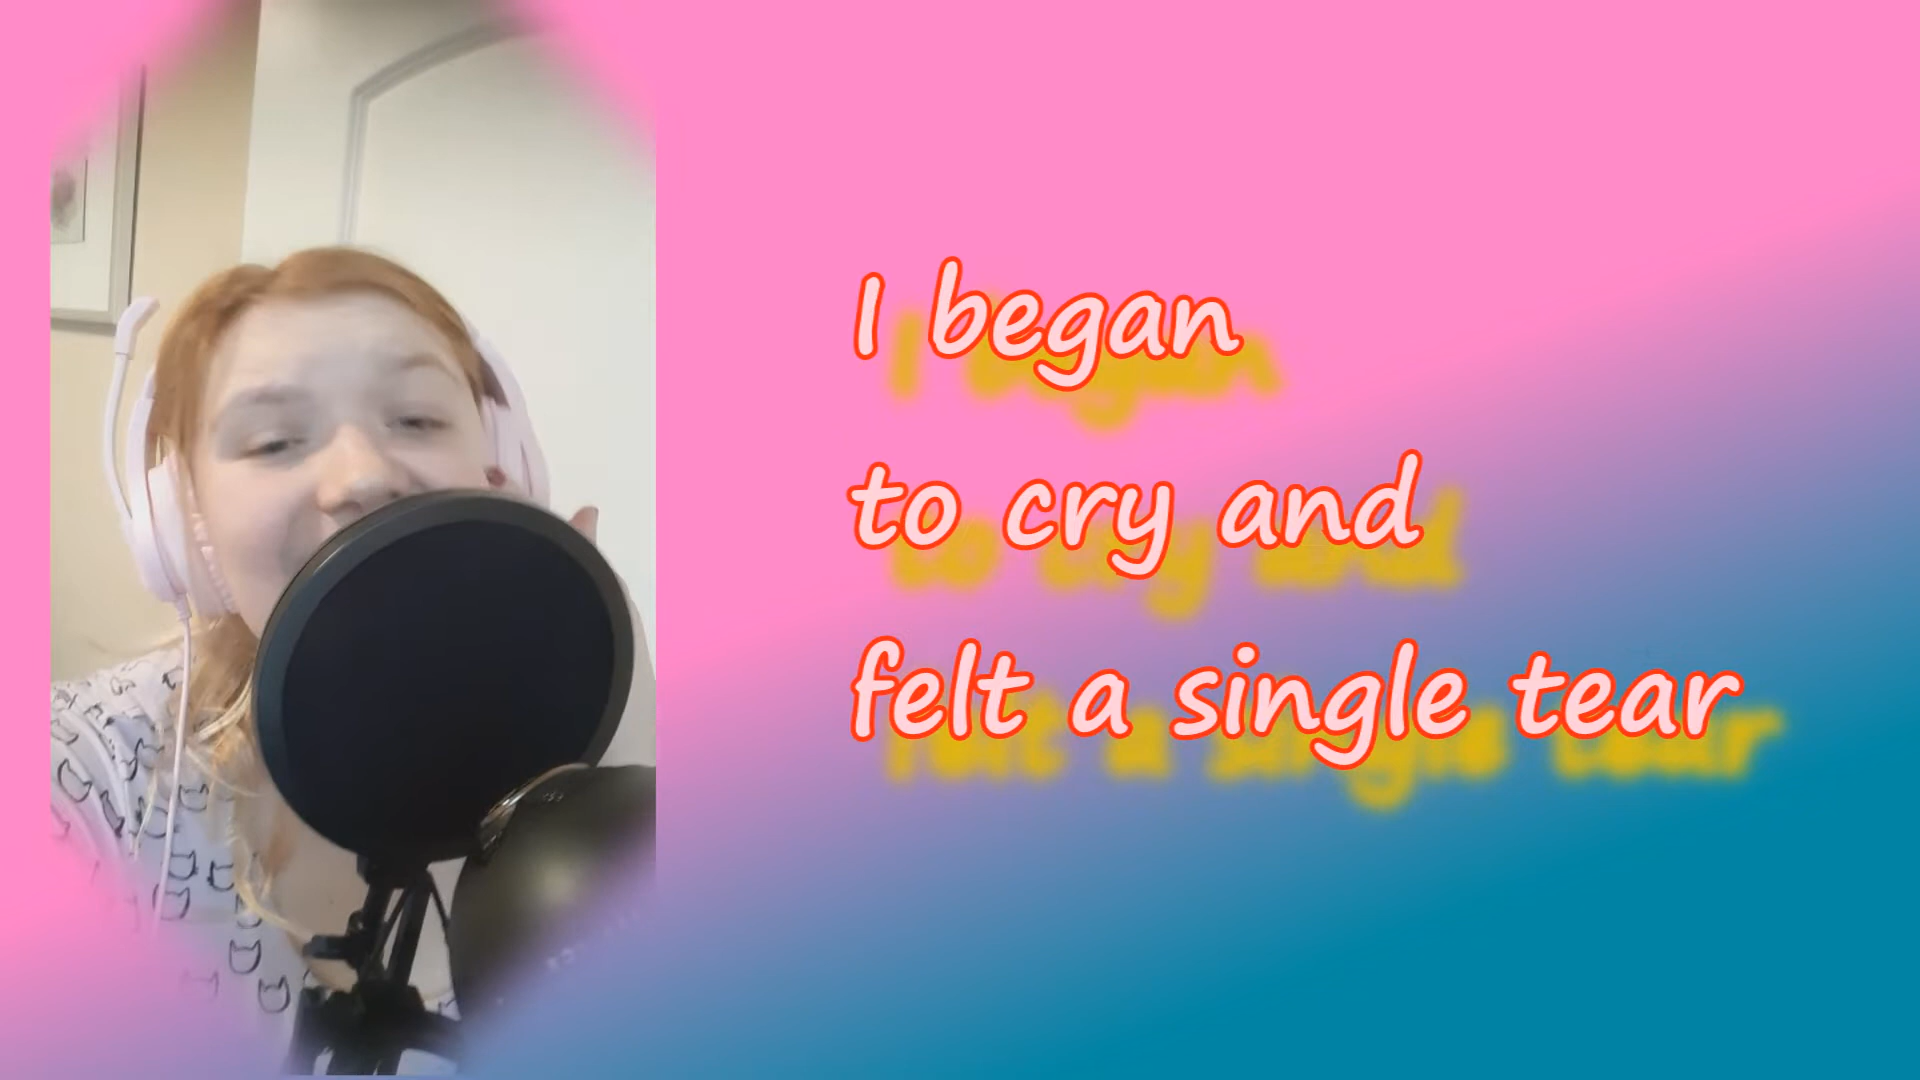 I began
to cry and
felt a single tear